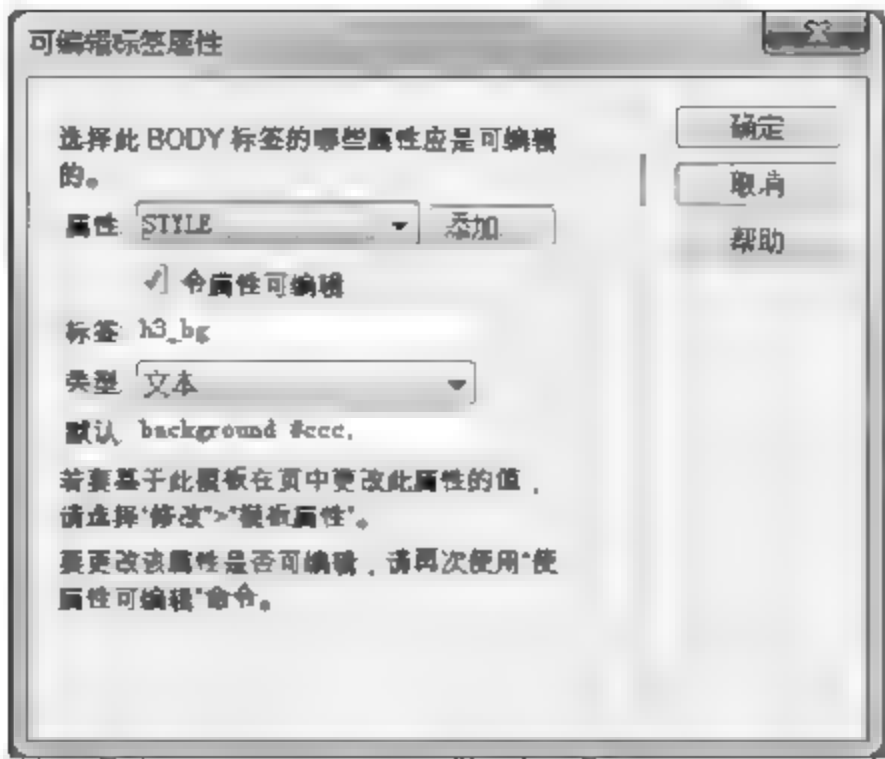 可编辑标签属性
选择此 BODY 标签的哪些属性应是可编辑
的。
确定
取消
帮助
属性 STYLE 添加
令属性可编辑
标签 h3_bg
类型 文本
默认 background #ccc,
若要基于此模板在页中更改此属性的值，
请选择“修改”>“模板属性”。
要更改该属性是否可编辑，请再次使用“使
属性可编辑”命令。